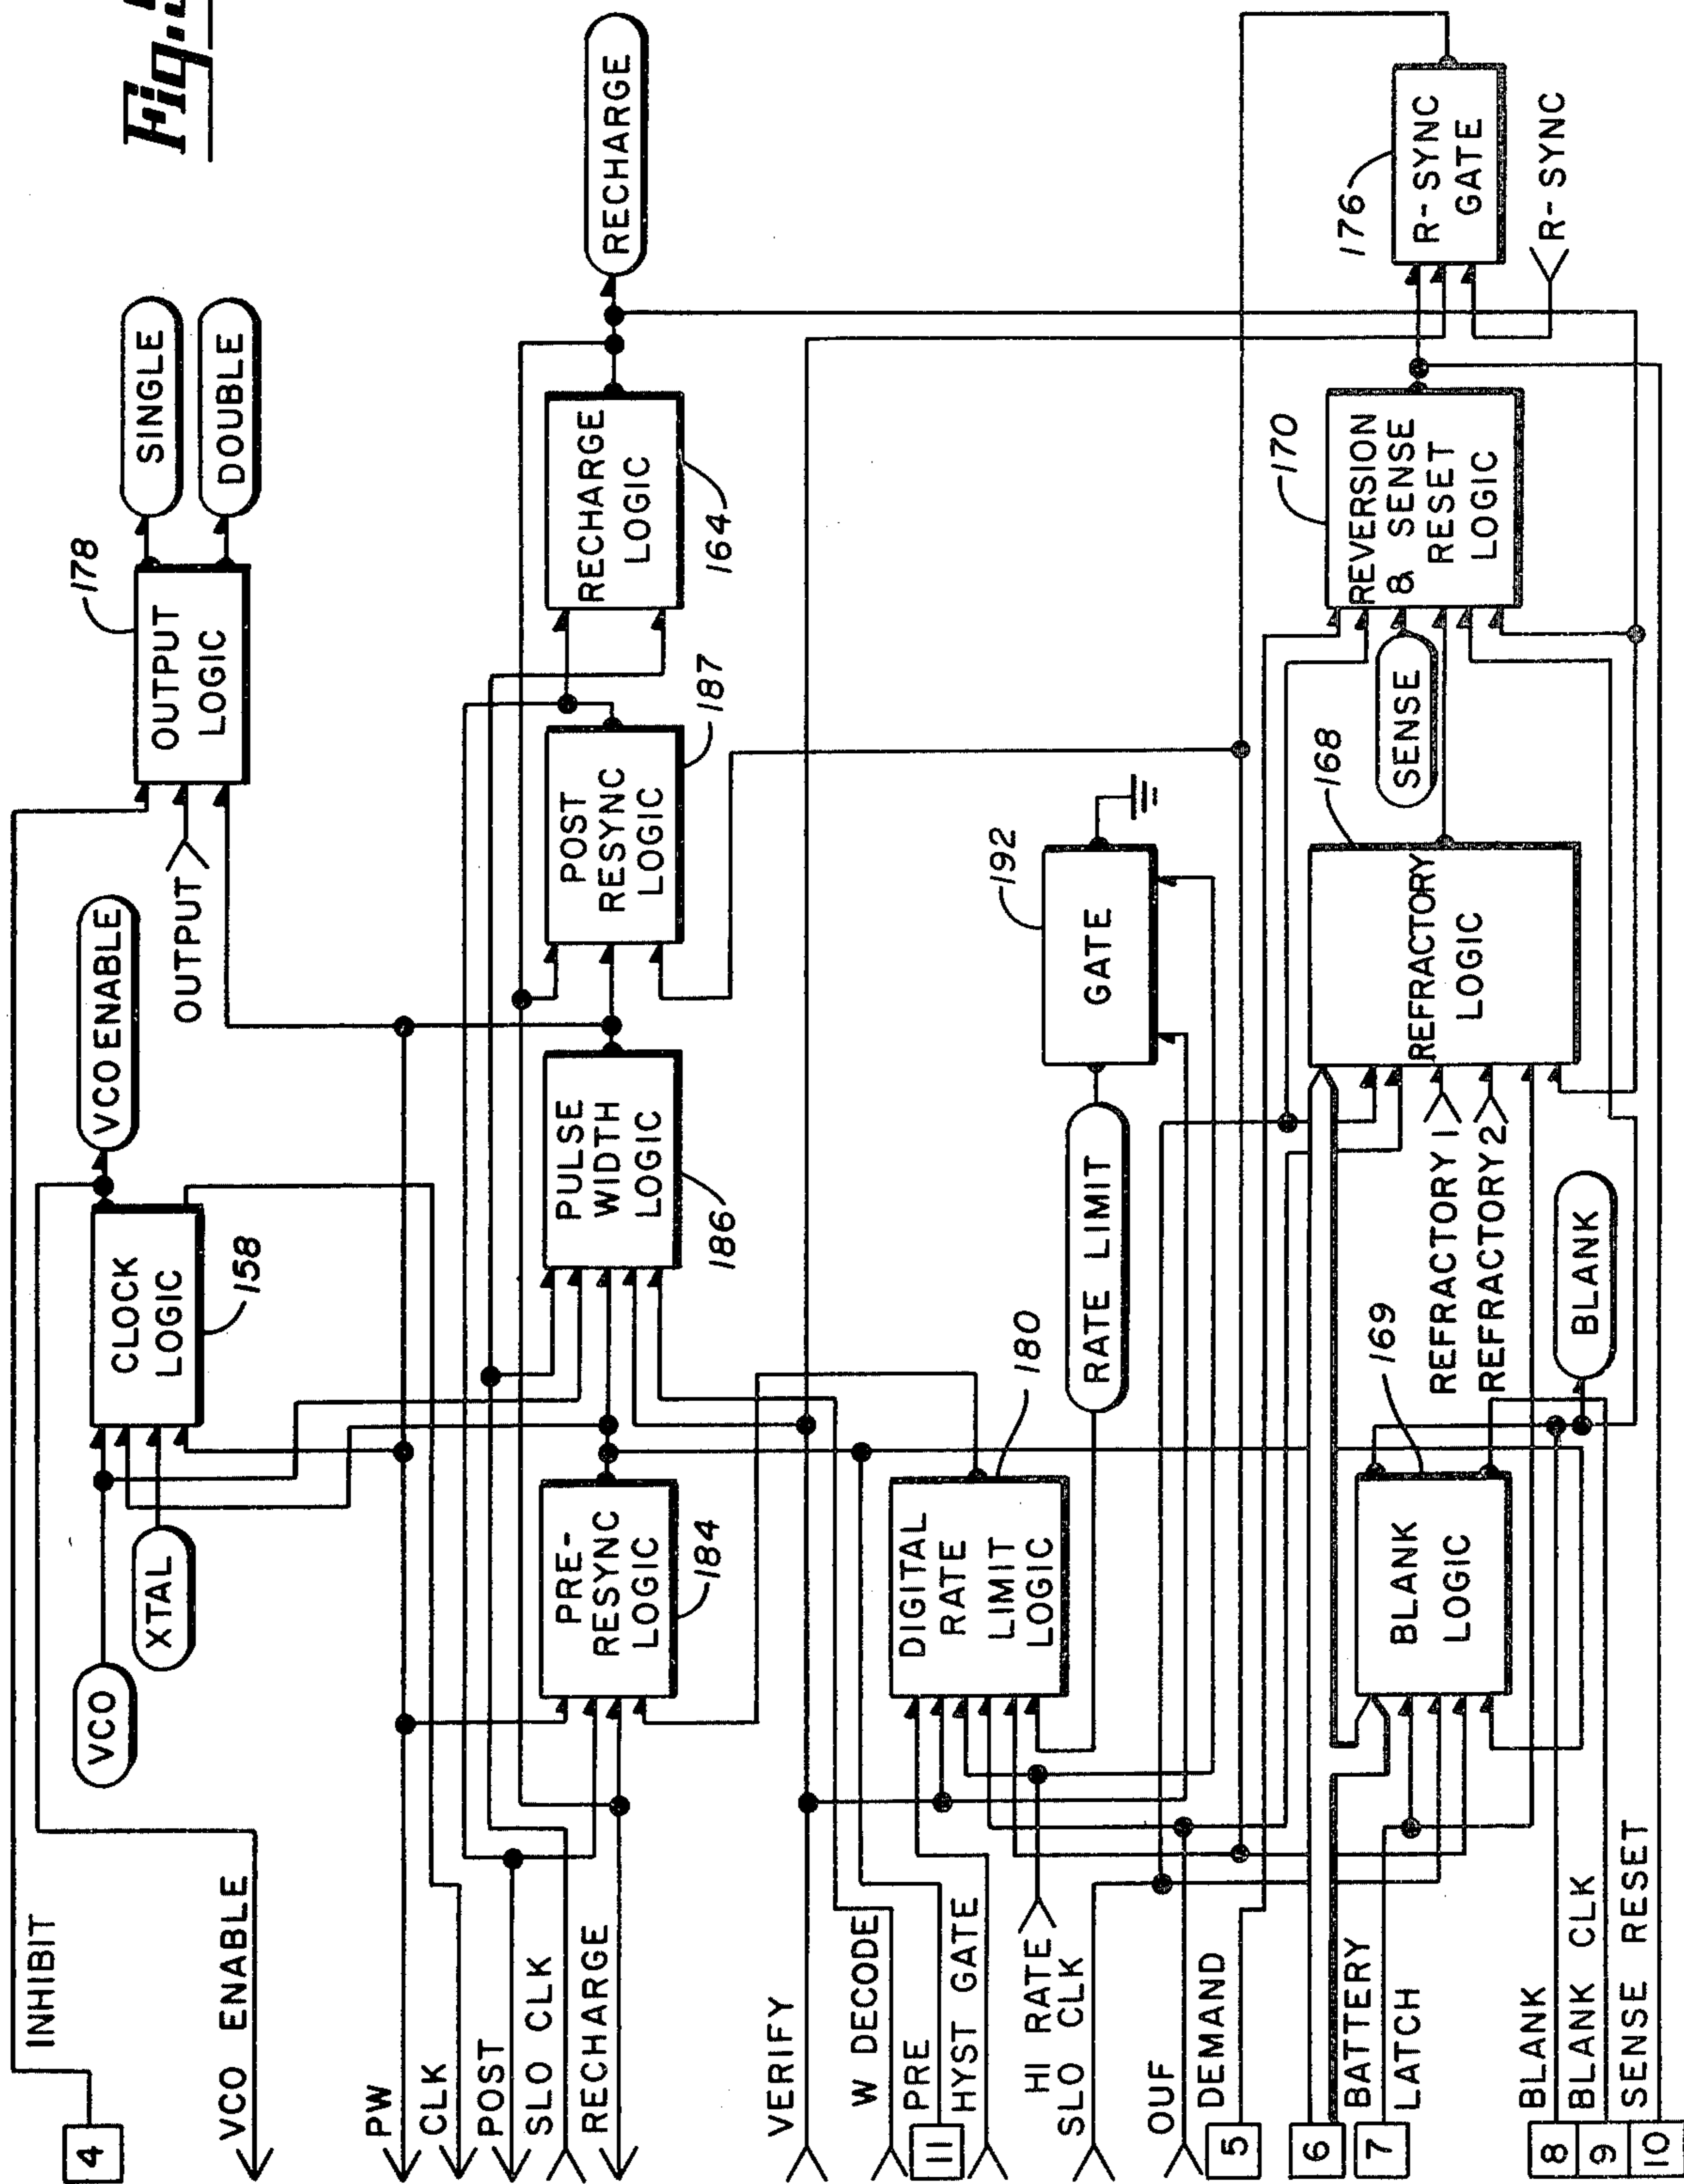 Fig.
INHIBIT
4
VCO ENABLE
VCO
XTAL
CLOCK
LOGIC
158
VCO ENABLE
OUTPUT
OUTPUT
LOGIC
178
SINGLE
DOUBLE
PW
CLK
POST
SLO CLK
RECHARGE
PRE-
RESYNC
LOGIC
184
PULSE
WIDTH
LOGIC
186
POST
RESYNC
LOGIC
187
RECHARGE
LOGIC
164
RECHARGE
VERIFY
W DECODE
PRE
11
HYST GATE
HI RATE
SLO CLK
OUF
DEMAND
5
DIGITAL
RATE
LIMIT
LOGIC
180
RATE LIMIT
GATE
192
6
BATTERY
7
LATCH
BLANK
LOGIC
169
BLANK
REFRACTORY 1
REFRACTORY 2
REFRACTORY
LOGIC
168
SENSE
REVERSION
& SENSE
RESET
LOGIC
170
R-SYNC
GATE
176
R-SYNC
BLANK
8
BLANK CLK
9
SENSE RESET
10